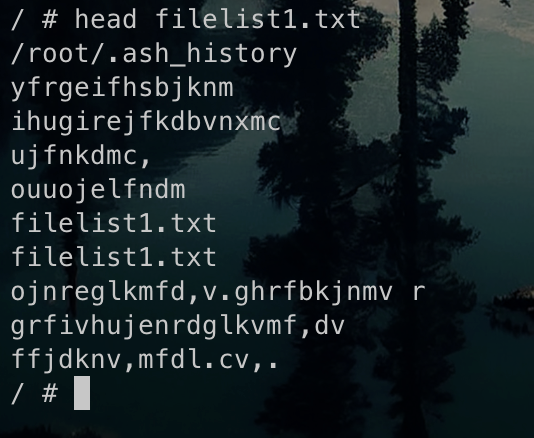 / # head filelist1.txt
/root/.ash_history
yfrgeifhsbjknm
ihugirejfkdbvnxmc
ujfnkdmc,
ouuojelfndm
filelist1.txt
filelist1.txt
ojnreglkmfd,v.ghrfbkjnmv r
grfivhujenrdglkvmf,dv
ffjdknv,mfdl.cv,.
/ #